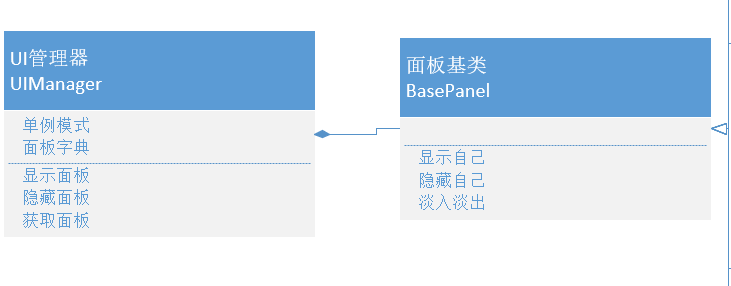 UI管理器
UIManager
单例模式
面板字典
显示面板
隐藏面板
获取面板
面板基类
BasePanel
显示自己
隐藏自己
淡入淡出